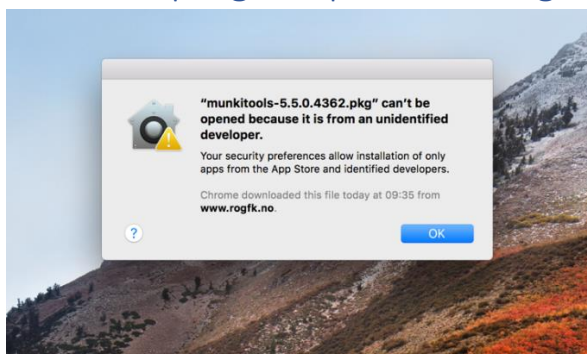 "munkitools-5.5.0.4362.pkg" can't be
opened because it is from an unidentified
developer.
Your security preferences allow installation of only
apps from the App Store and identified developers.
Chrome downloaded this file today at 09:35 from
www.rogfk.no.
?
OK